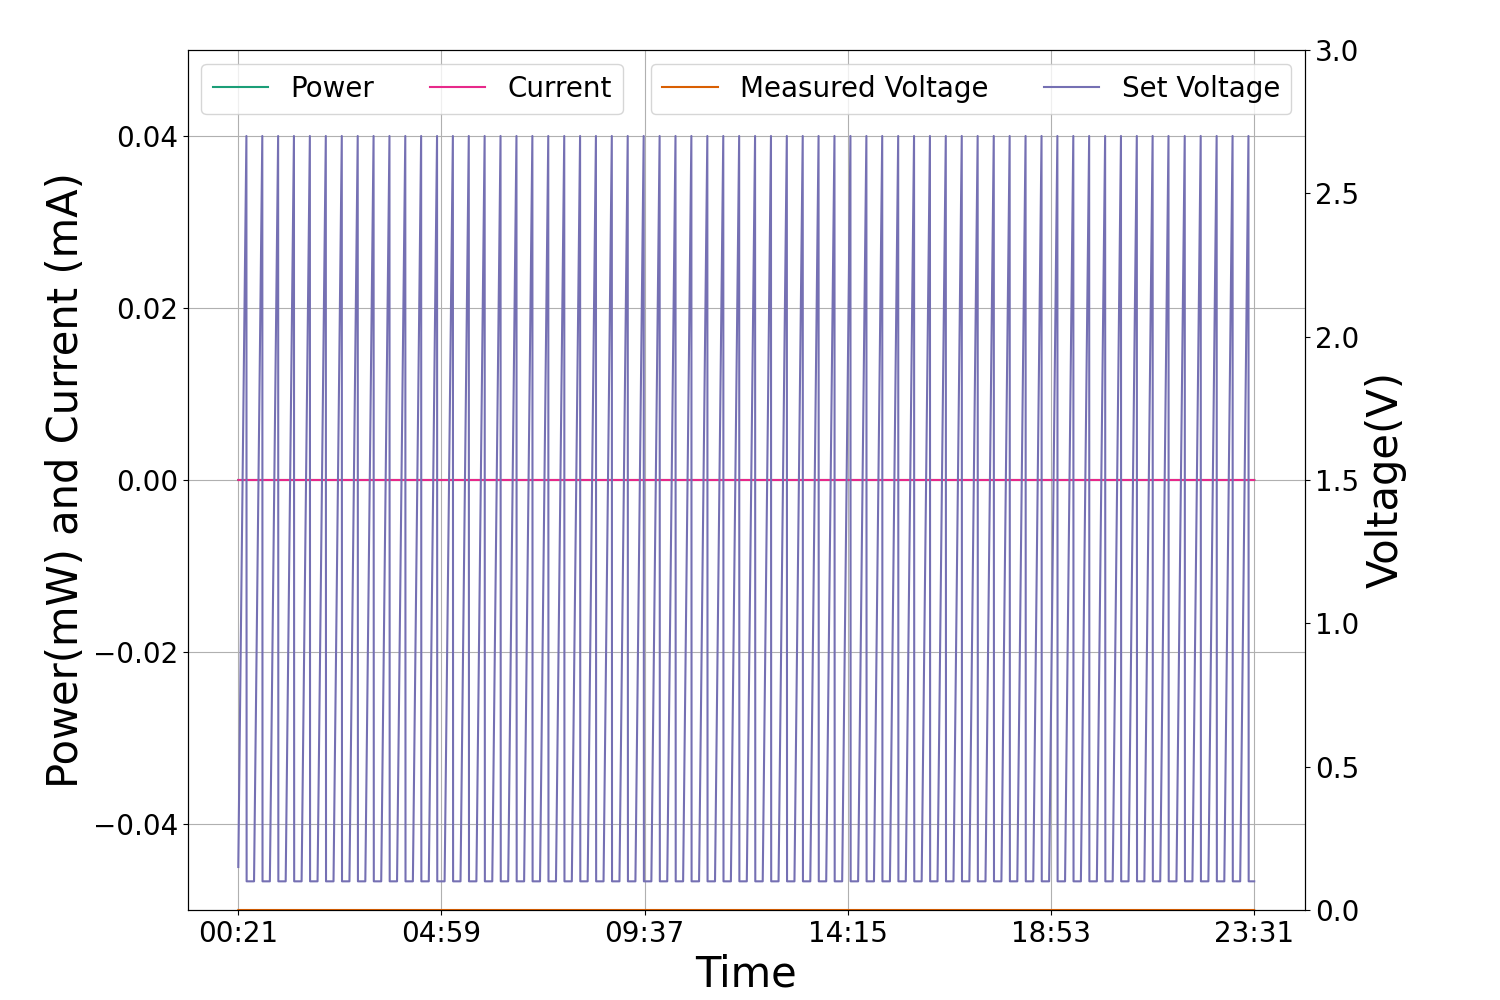 Power Current Measured Voltage Set Voltage
3.0
0.04
2.5
0.02
2.0
0.00
1.5
−0.02
1.0
0.5
−0.04
0.0
Power(mW) and Current (mA)
Voltage(V)
00:21 04:59 09:37 14:15 18:53 23:31
Time